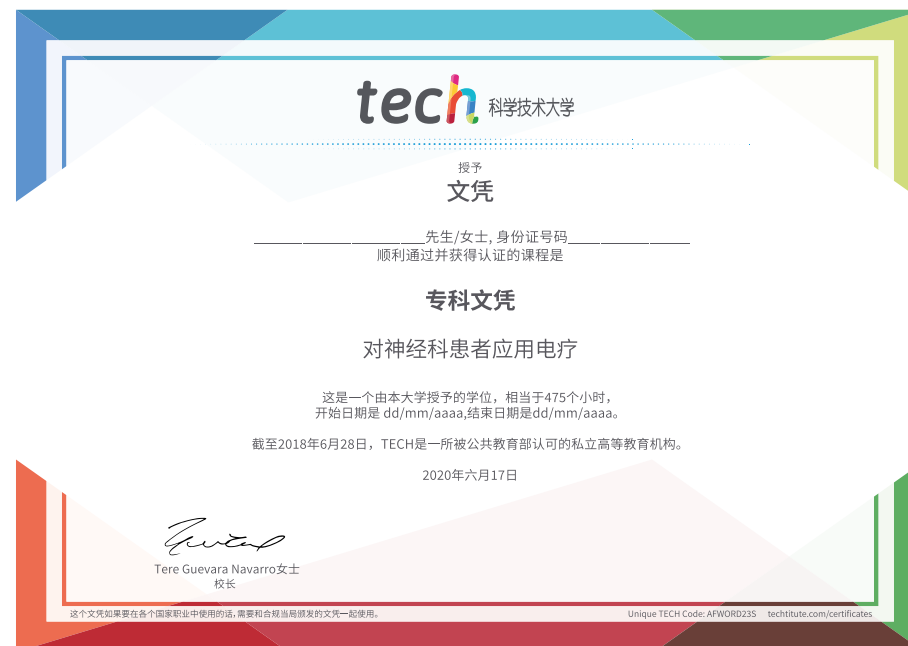 tech 科学技术大学
授予
文凭
______________________先生/女士, 身份证号码_______________
顺利通过并获得认证的课程是
专科文凭
对神经科患者应用电疗
这是一个由本大学授予的学位，相当于475个小时，
开始日期是 dd/mm/aaaa,结束日期是dd/mm/aaaa。
截至2018年6月28日，TECH是一所被公共教育部认可的私立高等教育机构。
2020年六月17日
Tere Guevara Navarro女士
校长
这个文凭如果要在各个国家职业中使用的话,需要和合规当局颁发的文凭一起使用。
Unique TECH Code: AFWORD23S techtitute.com/certificates